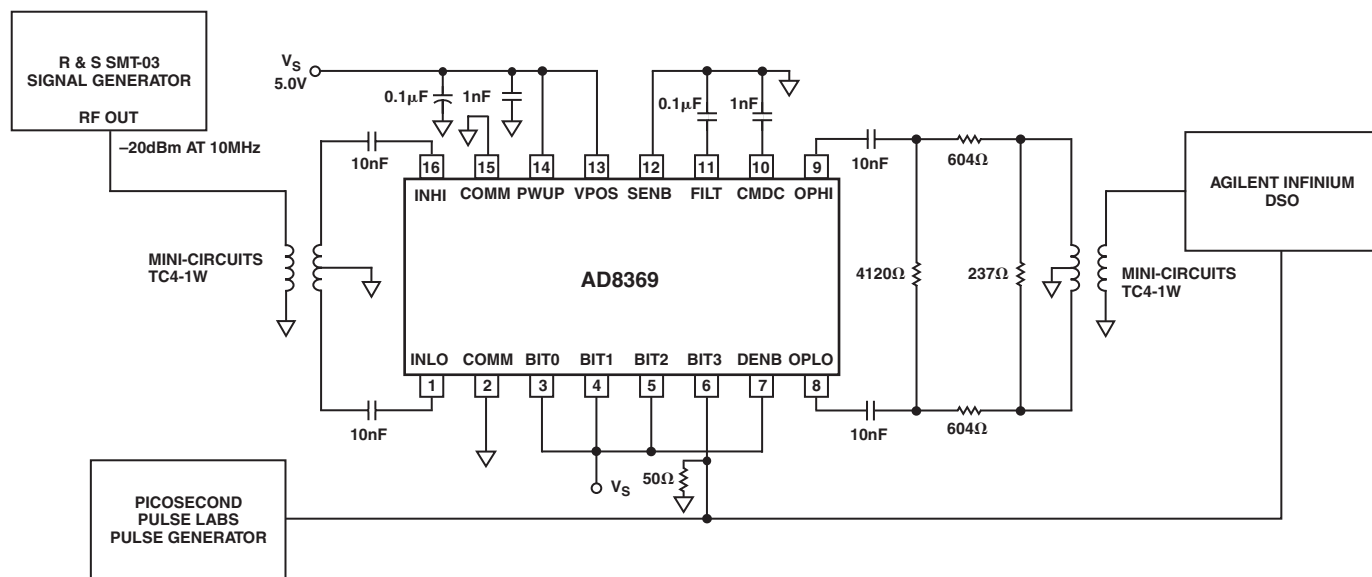 R & S SMT-03
SIGNAL GENERATOR
RF OUT
–20dBm AT 10MHz
VS
5.0V
0.1μF
1nF
0.1μF
1nF
10nF
10nF
604Ω
16
15
14
13
12
11
10
9
INHI
COMM
PWUP
VPOS
SENB
FILT
CMDC
OPHI
AGILENT INFINIUM
DSO
MINI-CIRCUITS
TC4-1W
AD8369
4120Ω
237Ω
MINI-CIRCUITS
TC4-1W
INLO
COMM
BIT0
BIT1
BIT2
BIT3
DENB
OPLO
1
2
3
4
5
6
7
8
10nF
10nF
604Ω
50Ω
VS
PICOSECOND
PULSE LABS
PULSE GENERATOR